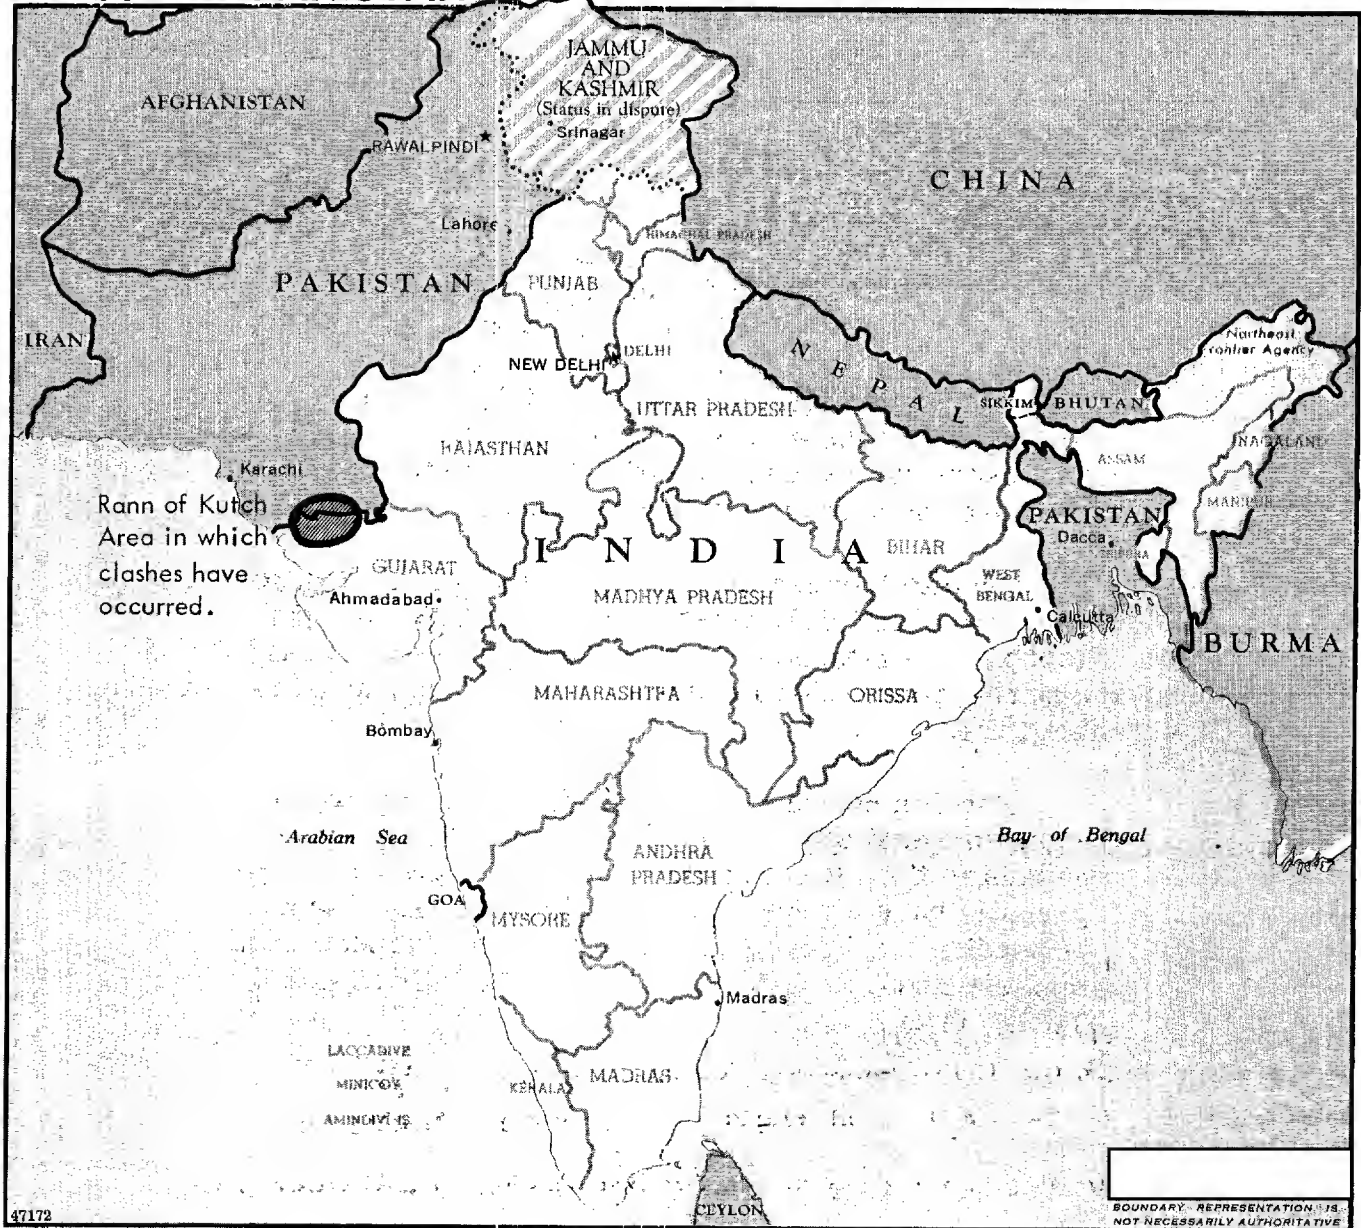 JAMMU
AND
KASHMIR
(Status in dispute)
Srinagar
AFGHANISTAN
RAWALPINDI
CHINA
Lahore
HIMACHAL PRADESH
PAKISTAN
PUNJAB
IRAN
Northeast
Frontier Agency
DELHI
NEW DELHI
NEPAL
SIKKIM
BHUTAN
UTTAR PRADESH
RAJASTHAN
NAGALAND
ASSAM
Karachi
MANIPUR
Rann of Kutch
Area in which
clashes have
occurred.
PAKISTAN
Dacca
TRIPURA
INDIA
BIHAR
GUJARAT
WEST
BENGAL
Ahmadabad
MADHYA PRADESH
Calcutta
BURMA
MAHARASHTRA
ORISSA
Bombay
Arabian Sea
Bay of Bengal
ANDHRA
PRADESH
GOA
MYSORE
Madras
LACCADIVE
MINICOY
AMINDIVI IS.
KERALA
MADRAS
CEYLON
47172
BOUNDARY REPRESENTATION IS
NOT NECESSARILY AUTHORITATIVE